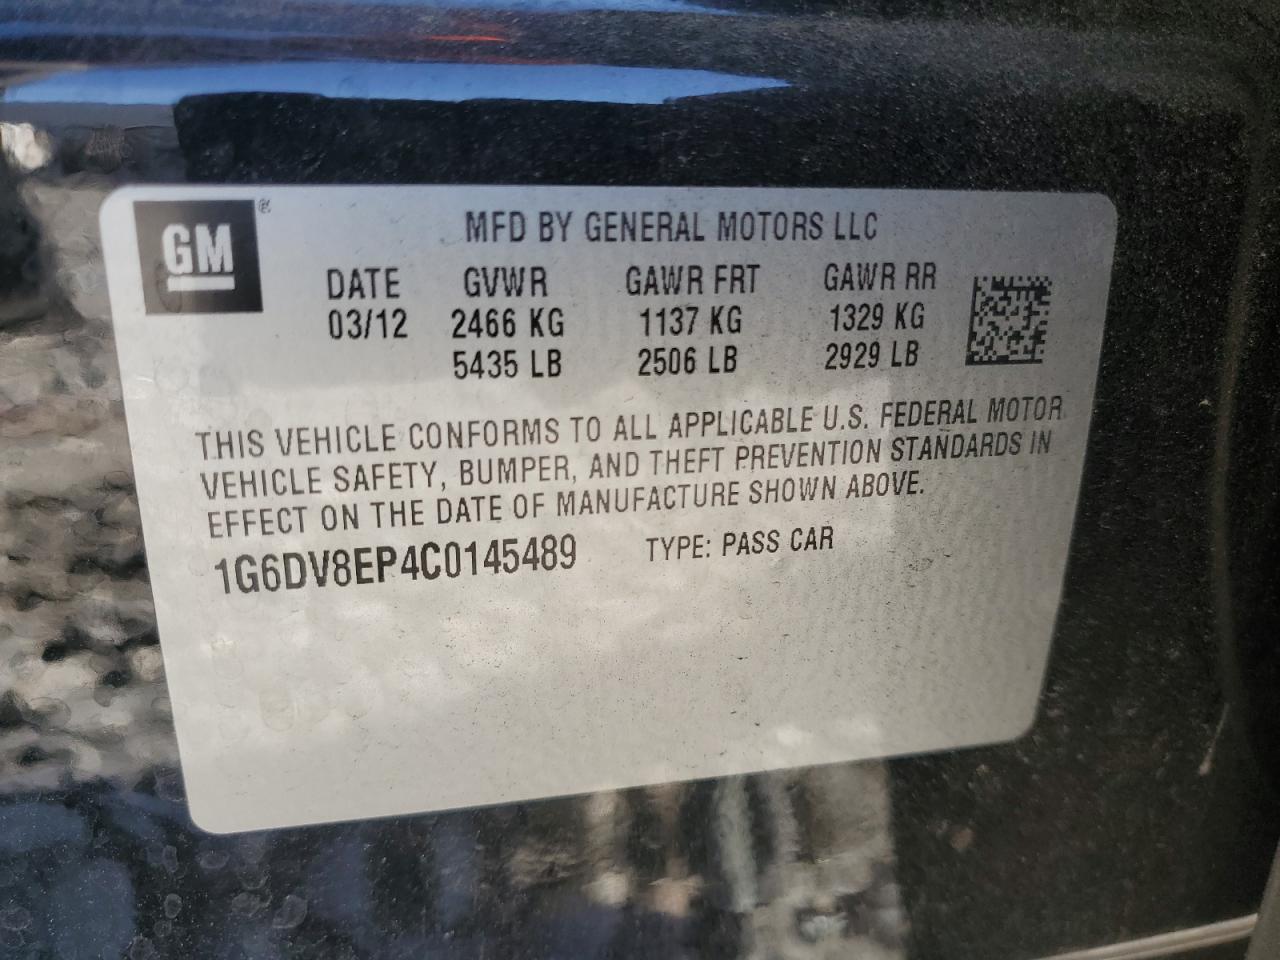 GM ®
MFD BY GENERAL MOTORS LLC
DATE GVWR GAWR FRT GAWR RR
03/12 2466 KG 1137 KG 1329 KG
5435 LB 2506 LB 2929 LB
THIS VEHICLE CONFORMS TO ALL APPLICABLE U.S. FEDERAL MOTOR
VEHICLE SAFETY, BUMPER, AND THEFT PREVENTION STANDARDS IN
EFFECT ON THE DATE OF MANUFACTURE SHOWN ABOVE.
1G6DV8EP4C0145489 TYPE: PASS CAR